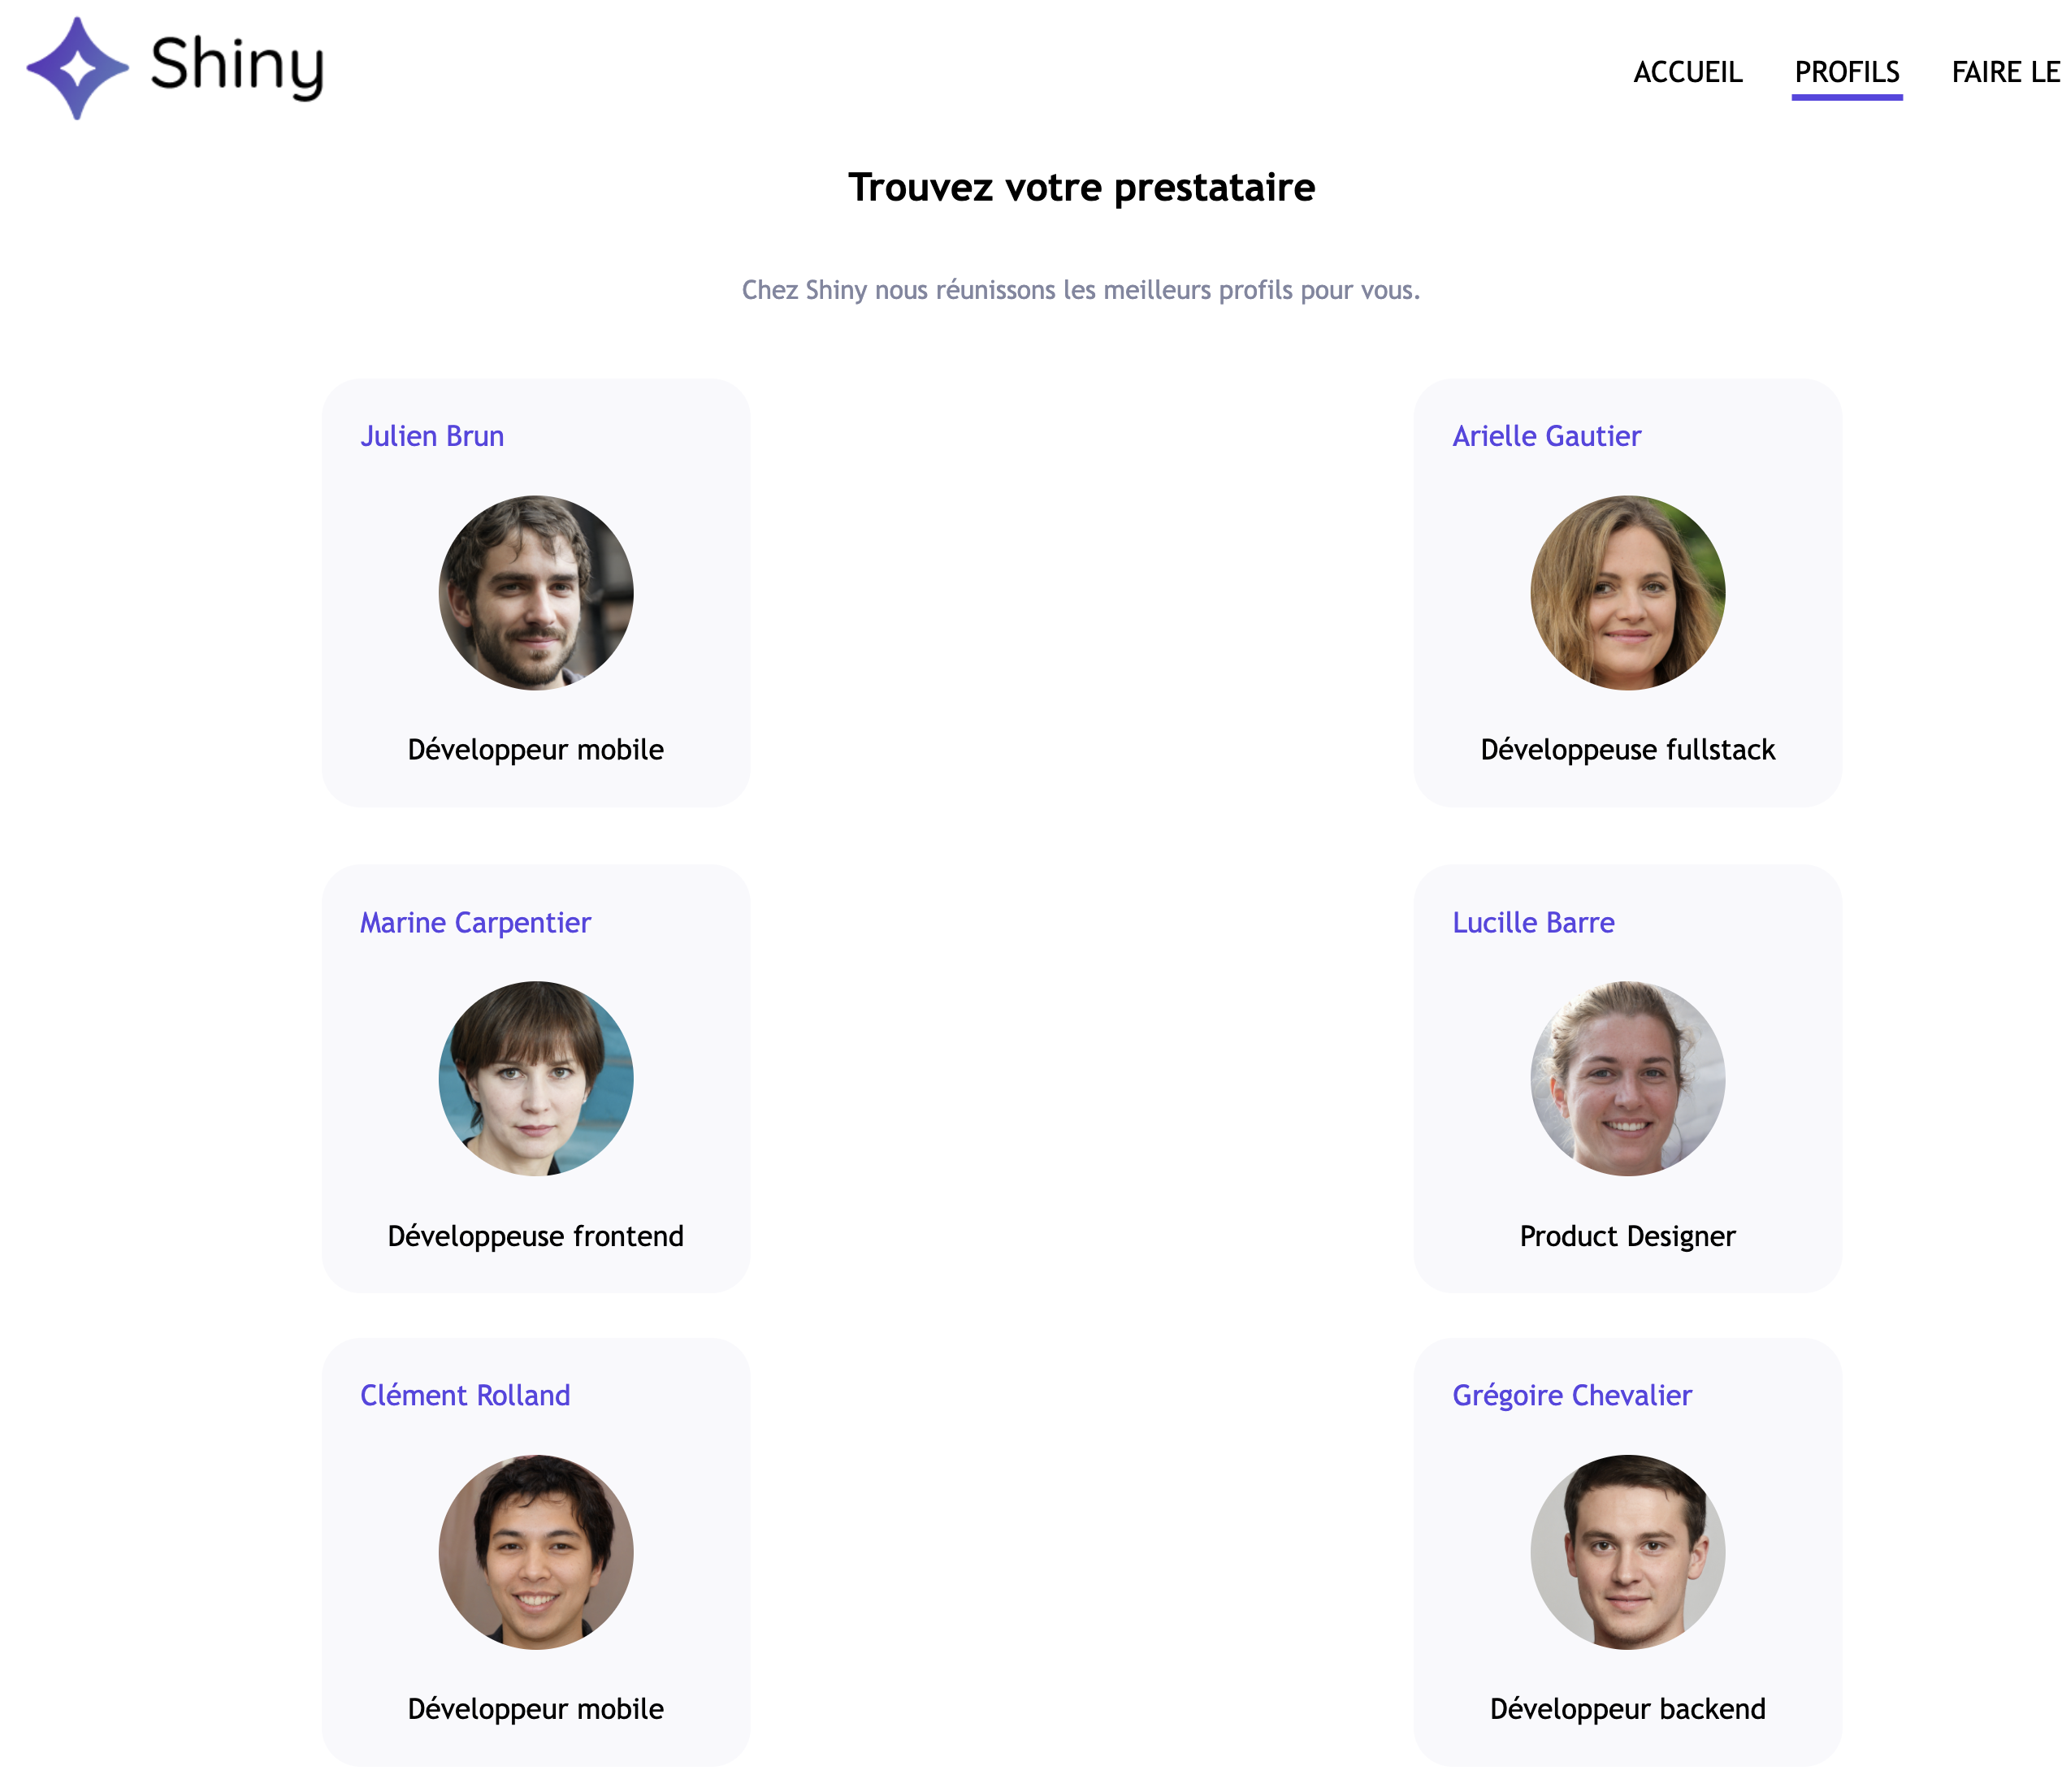 Shiny
ACCUEIL PROFILS FAIRE LE
Trouvez votre prestataire
Chez Shiny nous réunissons les meilleurs profils pour vous.
Julien Brun
Développeur mobile
Arielle Gautier
Développeuse fullstack
Marine Carpentier
Développeuse frontend
Lucille Barre
Product Designer
Clément Rolland
Développeur mobile
Grégoire Chevalier
Développeur backend